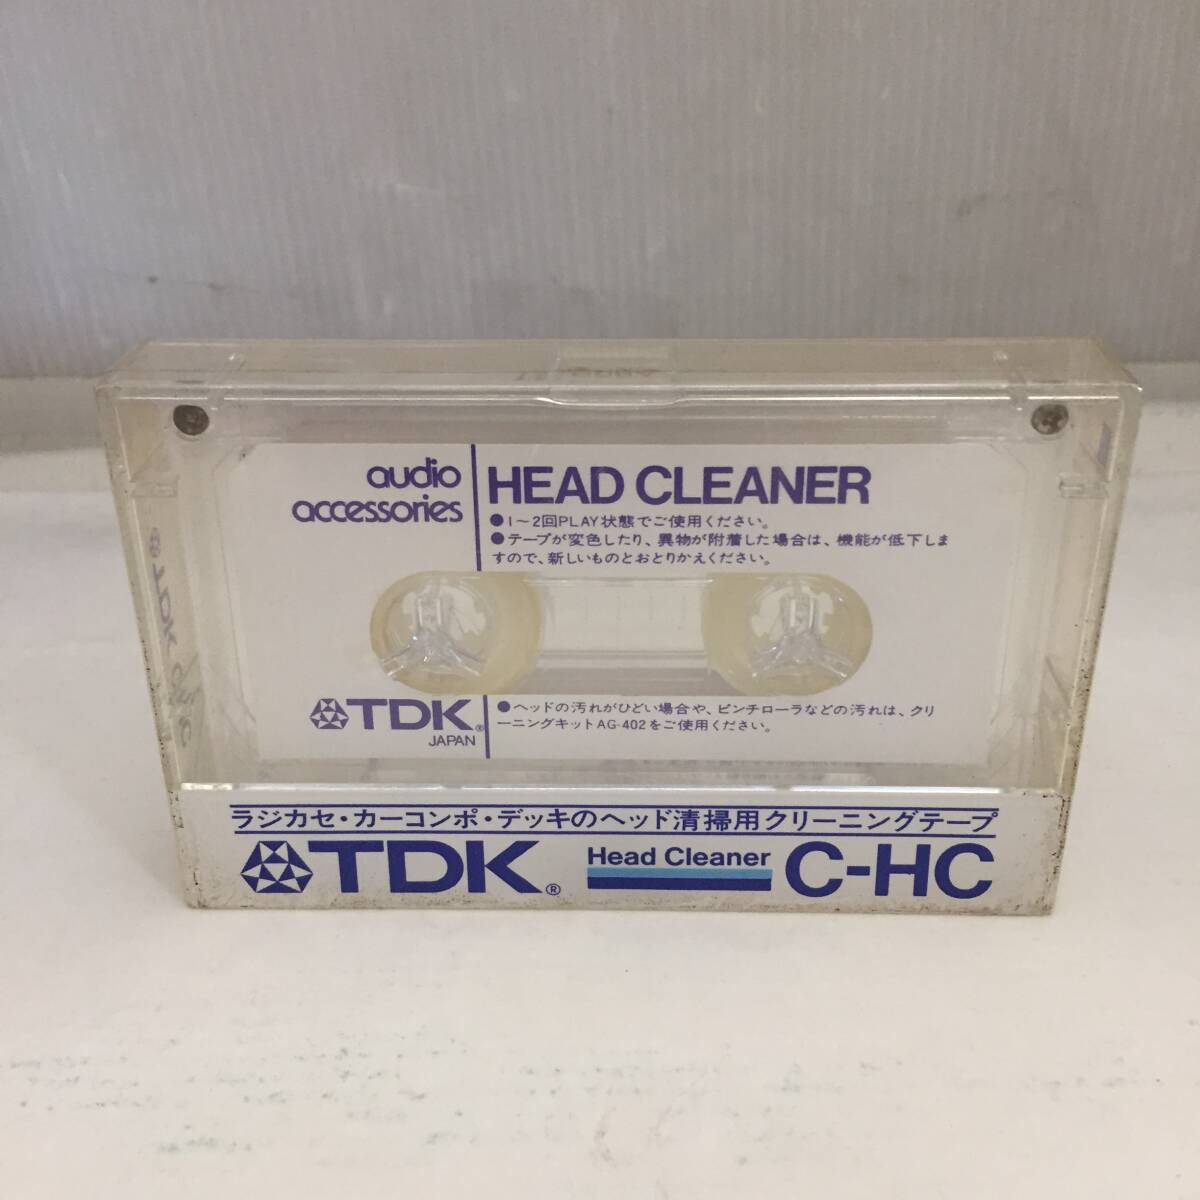 audio
accessories
HEAD CLEANER
●1〜2回PLAY状態でご使用ください。
●テープが変色したり、異物が附着した場合は、機能が低下しま
すので、新しいものとおとりかえください。
TDK®
JAPAN
●ヘッドの汚れがひどい場合や、ピンチローラなどの汚れは、クリ
ーニングキットAG-402をご使用ください。
ラジカセ・カーコンポ・デッキのヘッド清掃用クリーニングテープ
TDK® Head Cleaner C-HC
TDK C-HC